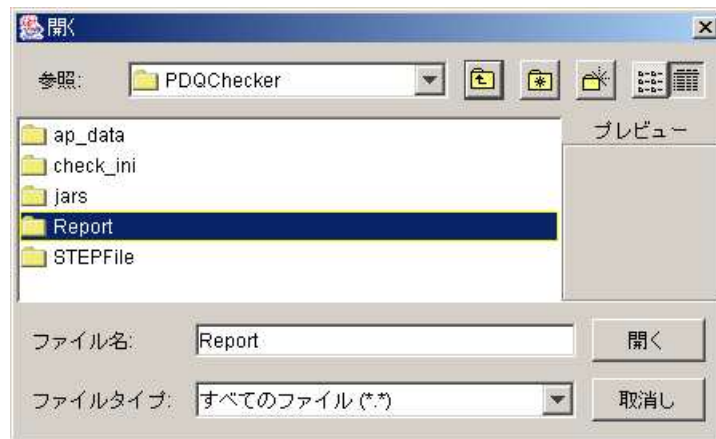 開く
参照: PDQChecker
プレビュー
ap_data
check_ini
jars
Report
STEPFile
ファイル名: Report 開く
ファイルタイプ: すべてのファイル (*.*) 取消し